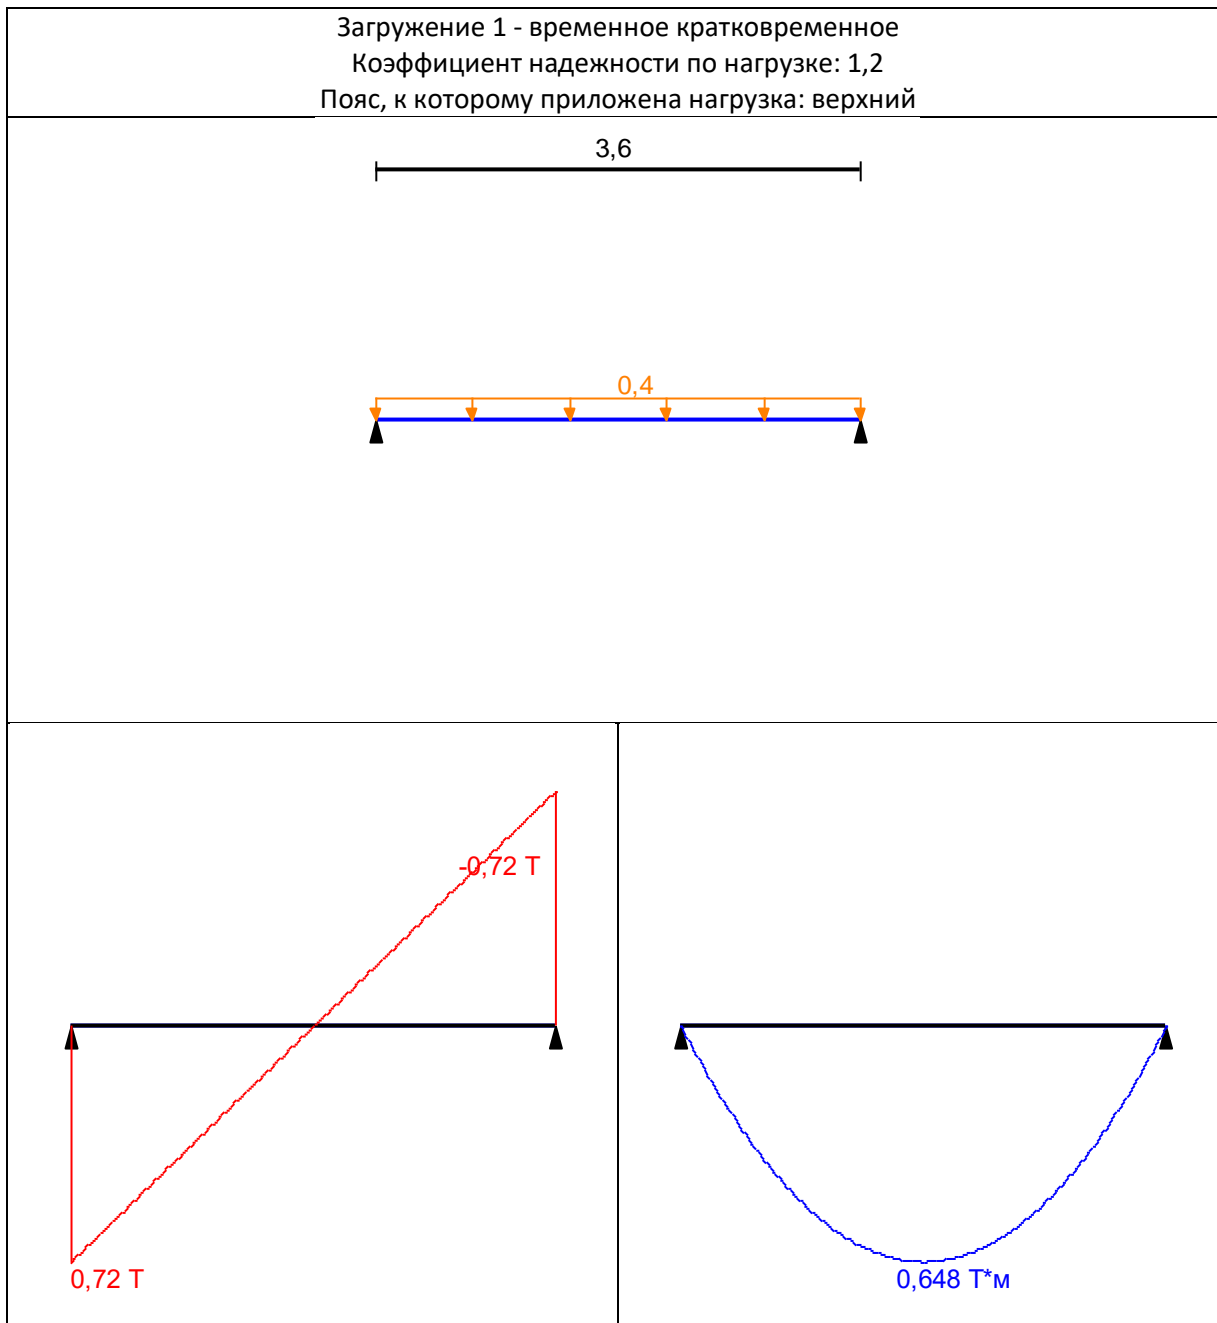 Загружение 1 - временное кратковременное
Коэффициент надежности по нагрузке: 1,2
Пояс, к которому приложена нагрузка: верхний
3,6
0,4
-0,72 Т
0,72 Т
0,648 Т*м